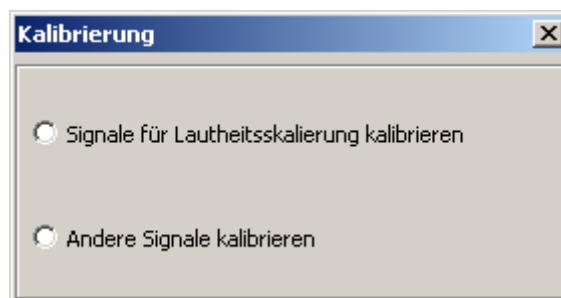 Kalibrierung
Signale für Lautheitsskalierung kalibrieren
Andere Signale kalibrieren